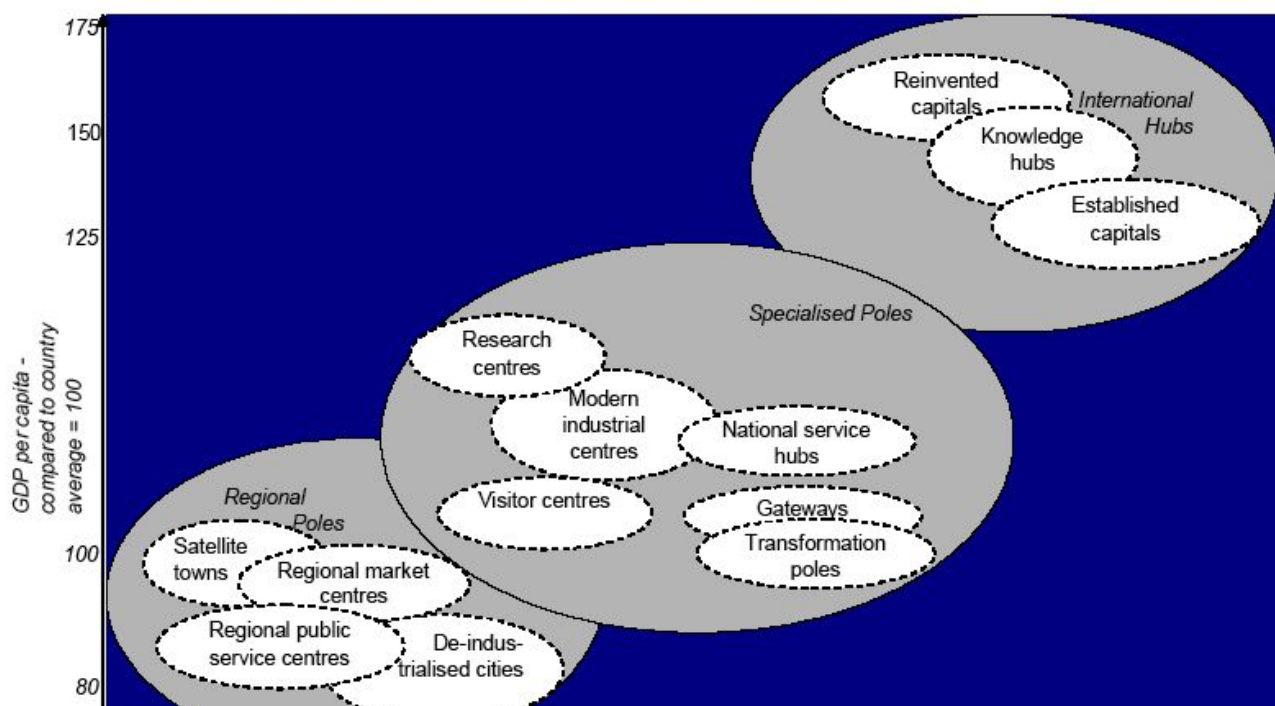 175
150
125
100
80
GDP per capita -
compared to country
average = 100
International
Hubs
Reinvented
capitals
Knowledge
hubs
Established
capitals
Specialised Poles
Research
centres
Modern
industrial
centres
National service
hubs
Visitor centres
Gateways
Transformation
poles
Regional
Poles
Satellite
towns
Regional market
centres
Regional public
service centres
De-indus-
trialised cities